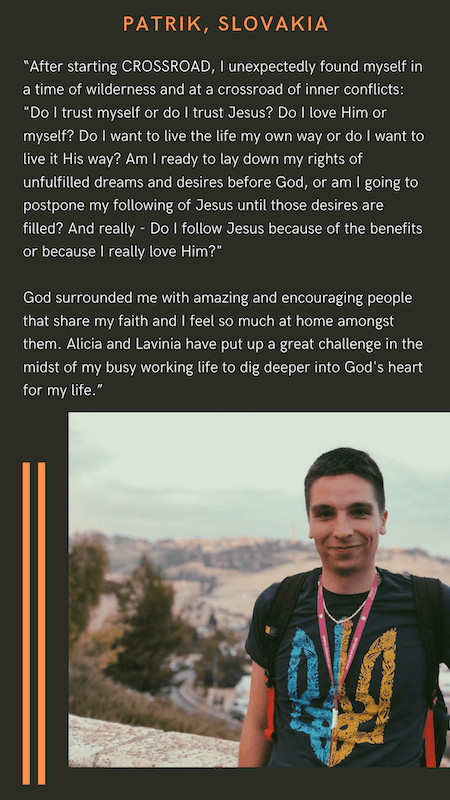 PATRIK, SLOVAKIA
“After starting CROSSROAD, I unexpectedly found myself in
a time of wilderness and at a crossroad of inner conflicts:
"Do I trust myself or do I trust Jesus? Do I love Him or
myself? Do I want to live the life my own way or do I want to
live it His way? Am I ready to lay down my rights of
unfulfilled dreams and desires before God, or am I going to
postpone my following of Jesus until those desires are
filled? And really - Do I follow Jesus because of the benefits
or because I really love Him?"
God surrounded me with amazing and encouraging people
that share my faith and I feel so much at home amongst
them. Alicia and Lavinia have put up a great challenge in the
midst of my busy working life to dig deeper into God's heart
for my life.”